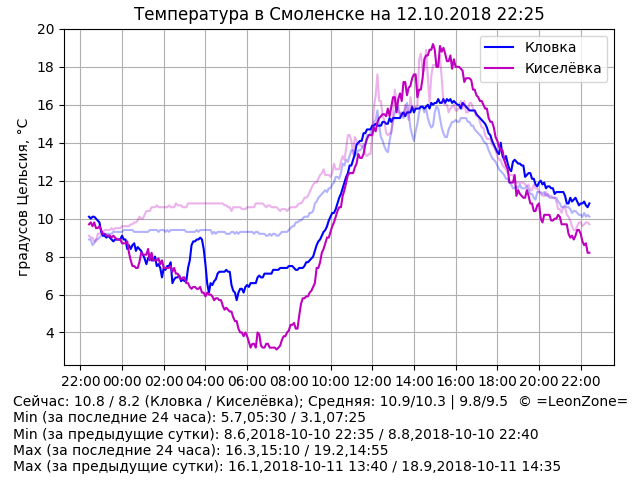 Температура в Смоленске на 12.10.2018 22:25
градусов Цельсия, °C
20
18
16
14
12
10
8
6
4
Кловка
Киселёвка
22:00 00:00 02:00 04:00 06:00 08:00 10:00 12:00 14:00 16:00 18:00 20:00 22:00
Сейчас: 10.8 / 8.2 (Кловка / Киселёвка); Средняя: 10.9/10.3 | 9.8/9.5 © =LeonZone=
Min (за последние 24 часа): 5.7,05:30 / 3.1,07:25
Min (за предыдущие сутки): 8.6,2018-10-10 22:35 / 8.8,2018-10-10 22:40
Max (за последние 24 часа): 16.3,15:10 / 19.2,14:55
Max (за предыдущие сутки): 16.1,2018-10-11 13:40 / 18.9,2018-10-11 14:35